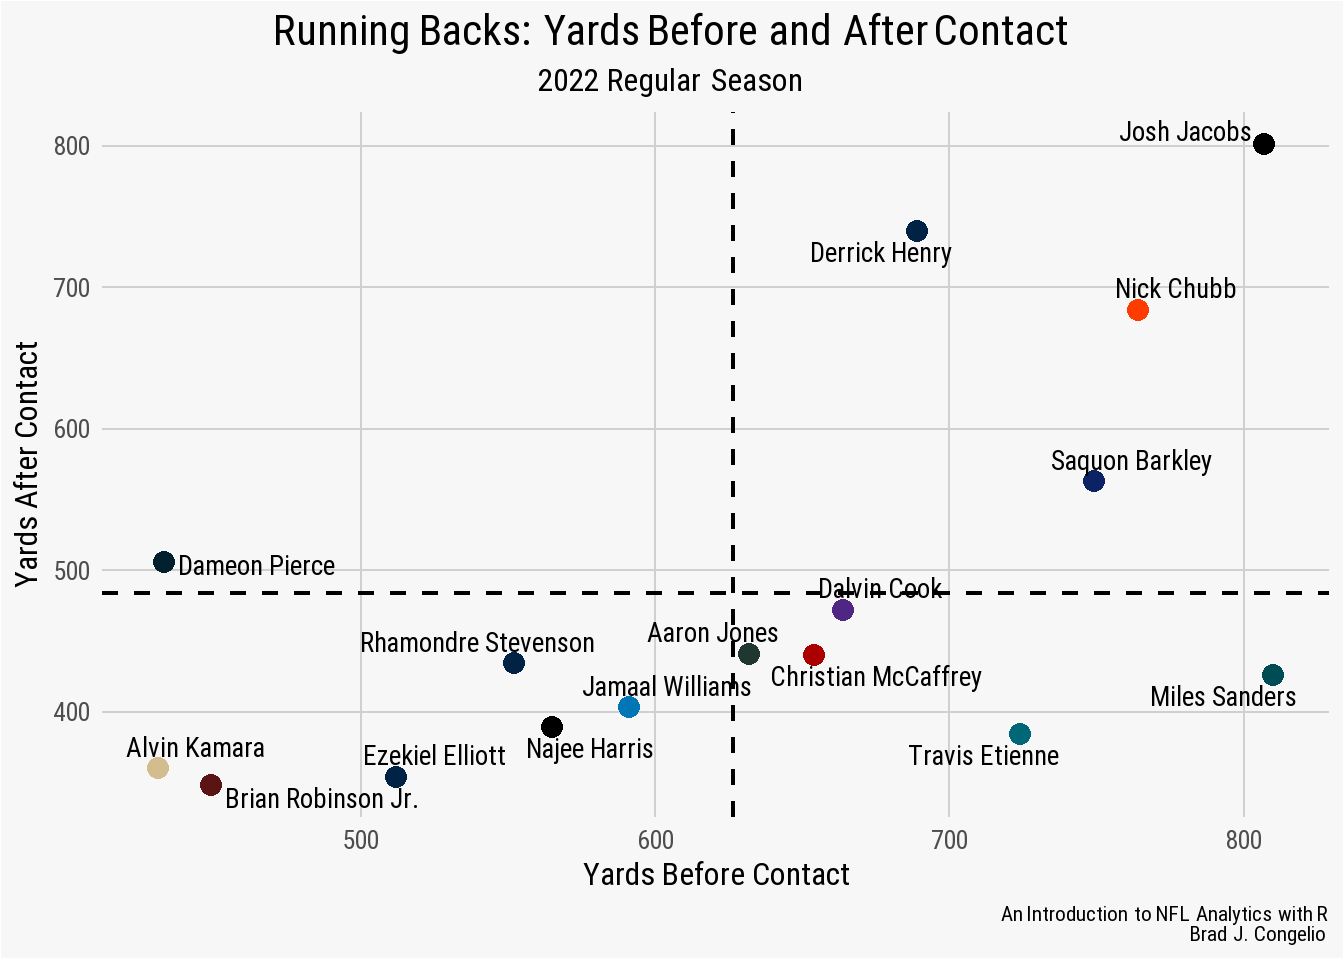 Running Backs: Yards Before and After Contact
2022 Regular Season
Josh Jacobs
800
Derrick Henry
Nick Chubb
700
Yards After Contact
600
Saquon Barkley
Dameon Pierce
500
Dalvin Cook
Aaron Jones
Rhamondre Stevenson
Christian McCaffrey
Jamaal Williams
Miles Sanders
400
Alvin Kamara
Ezekiel Elliott
Najee Harris
Travis Etienne
Brian Robinson Jr.
500
600
700
800
Yards Before Contact
An Introduction to NFL Analytics with R
Brad J. Congelio